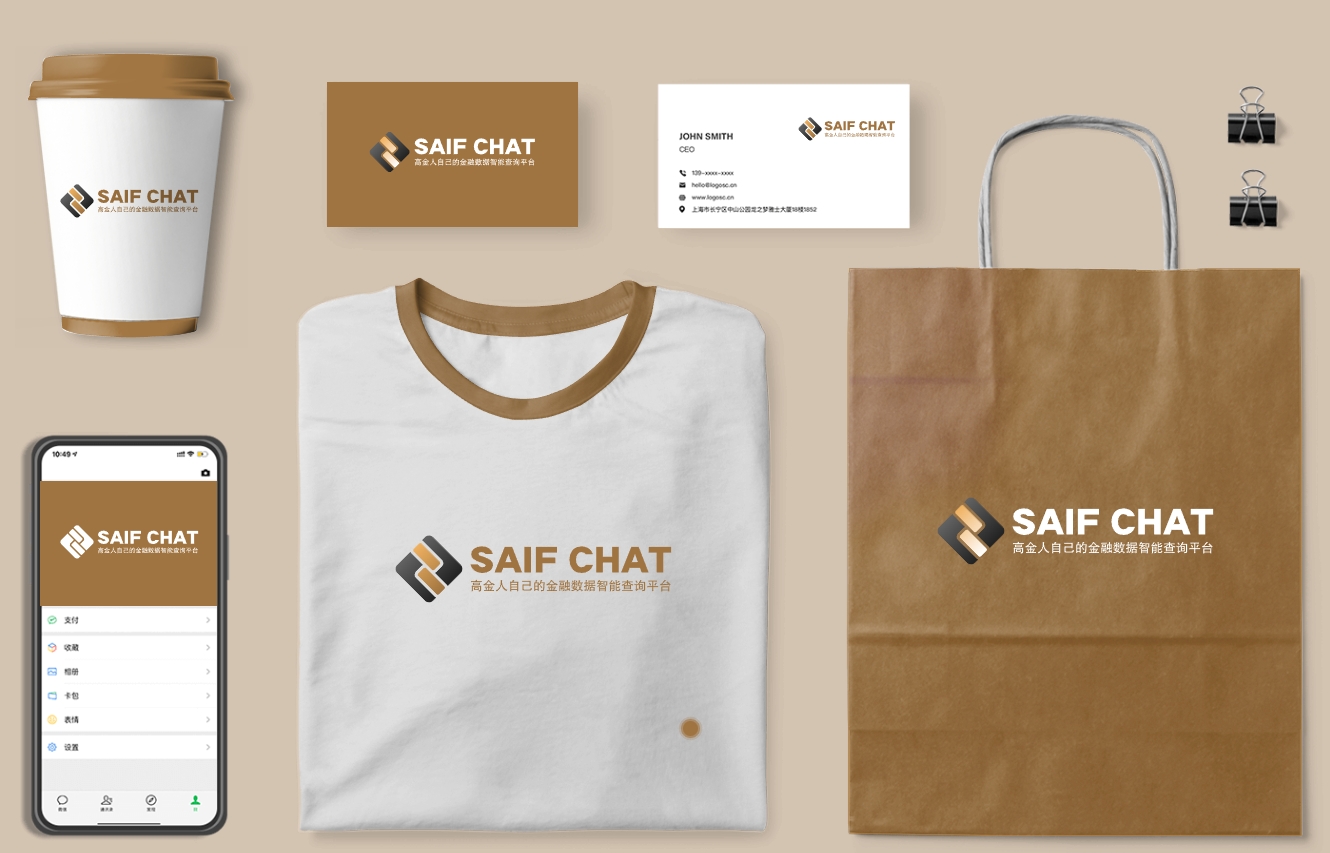 SAIF CHAT
高金人自己的金融数据智能查询平台
SAIF CHAT
高金人自己的金融数据智能查询平台
SAIF CHAT
高金人自己的金融数据智能查询平台
JOHN SMITH
CEO
139-xxxx-xxxx
hello@logosc.cn
www.logosc.cn
上海市长宁区中山公园龙之梦雅士大厦18楼1852
10:49
SAIF CHAT
高金人自己的金融数据智能查询平台
支付
收藏
相册
卡包
表情
设置
SAIF CHAT
高金人自己的金融数据智能查询平台
SAIF CHAT
高金人自己的金融数据智能查询平台